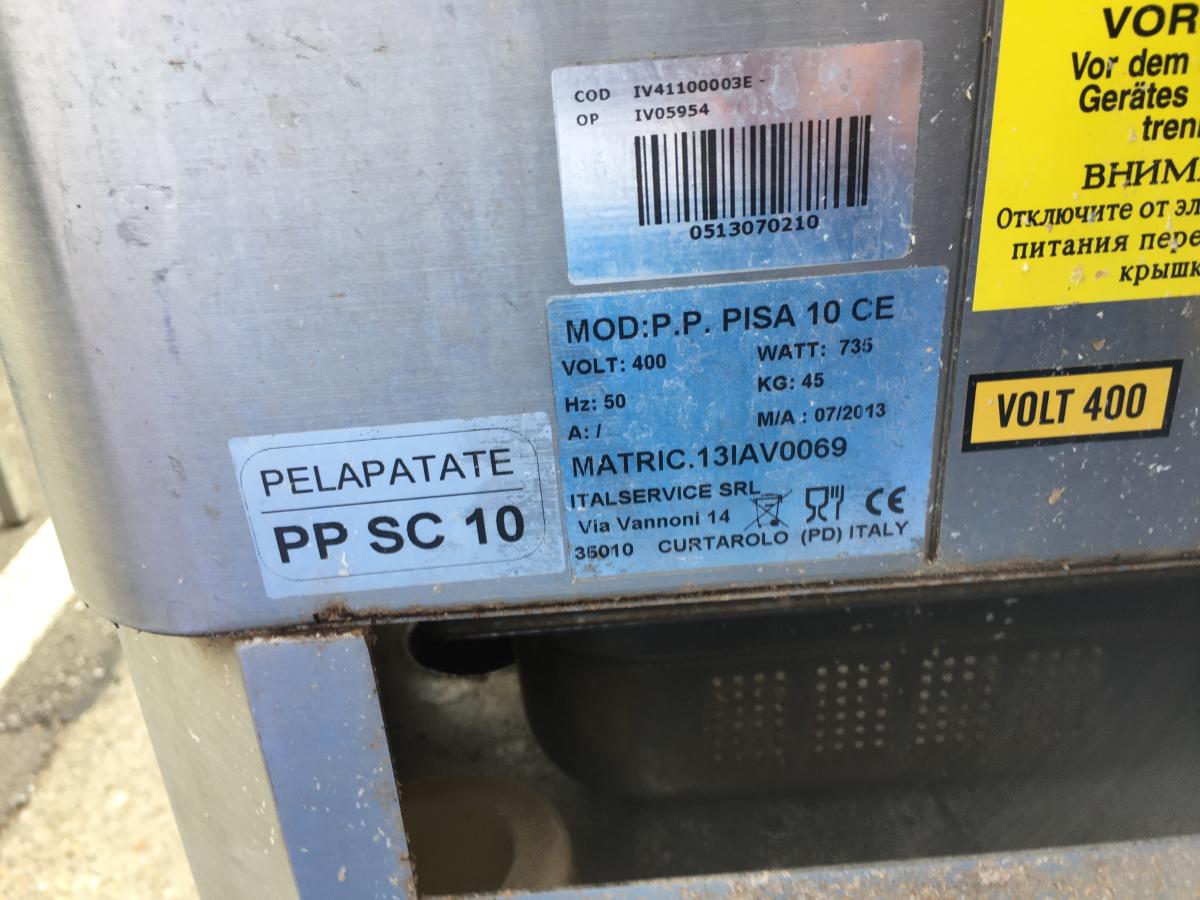 COD IV41100003E -
OP IV05954
0513070210
MOD:P.P. PISA 10 CE
VOLT: 400 WATT: 735
Hz: 50 KG: 45
A: / M/A : 07/2013
MATRIC.13IAV0069
ITALSERVICE SRL
Via Vannoni 14
35010 CURTAROLO (PD) ITALY
CE
PELAPATATE
PP SC 10
VOR
Vor dem
Gerätes
tren
ВНИМ
Отключите от эл
питания пере
крышк
VOLT 400